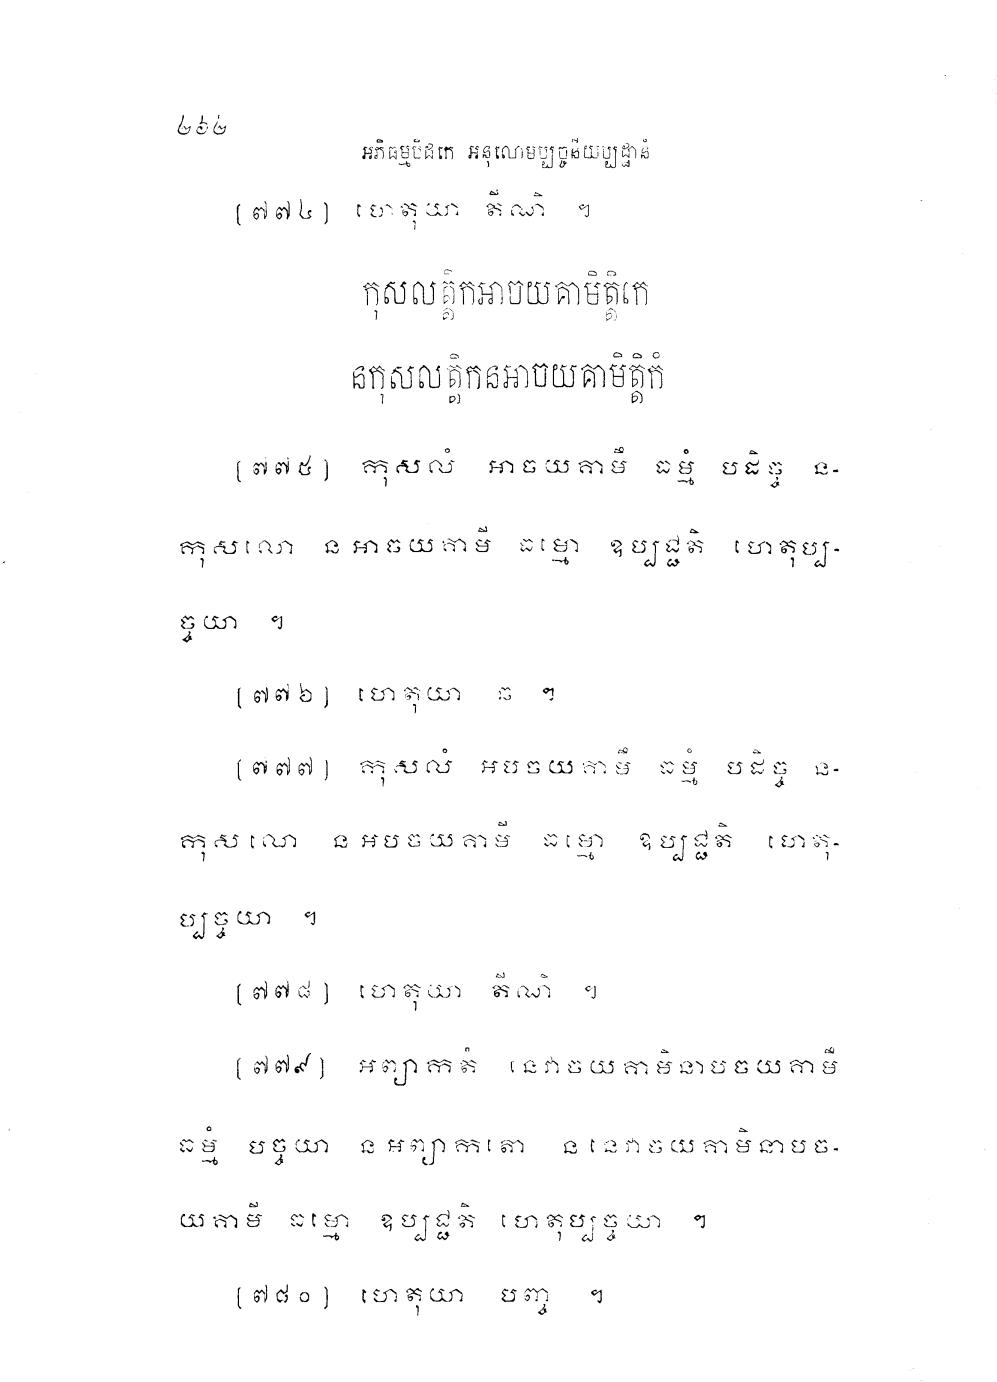 ២៦២
អភិធម្មបិដកេ អនុលោមប្បច្ចនីយប្បដ្ឋានំ
[៧៧៤] ហេតុយា តីណិ ។
កុសលត្តិកអាចយគាមិត្តិកេ
នកុសលត្តិកនអាចយគាមិត្តិកំ
[៧៧៥] កុសលំ អាចយគាមឹ ធម្មំ បដិច្ច ន-
កុសលោ នអាចយគាមី ធម្មោ ឧប្បជ្ជតិ ហេតុប្ប-
ច្ចយា ។
[៧៧៦] ហេតុយា ឆ ។
[៧៧៧] កុសលំ អបចយគាមឹ ធម្មំ បដិច្ច ន-
កុសលោ នអបចយគាមី ធម្មោ ឧប្បជ្ជតិ ហេតុ-
ប្បច្ចយា ។
[៧៧៨] ហេតុយា តីណិ ។
[៧៧៩] អព្យាកតំ នេវាចយគាមិនាបចយគាមឹ
ធម្មំ បច្ចយា នអព្យាកតោ ននេវាចយគាមិនាបច-
យគាមី ធម្មោ ឧប្បជ្ជតិ ហេតុប្បច្ចយា ។
[៧៨០] ហេតុយា បញ្ច ។